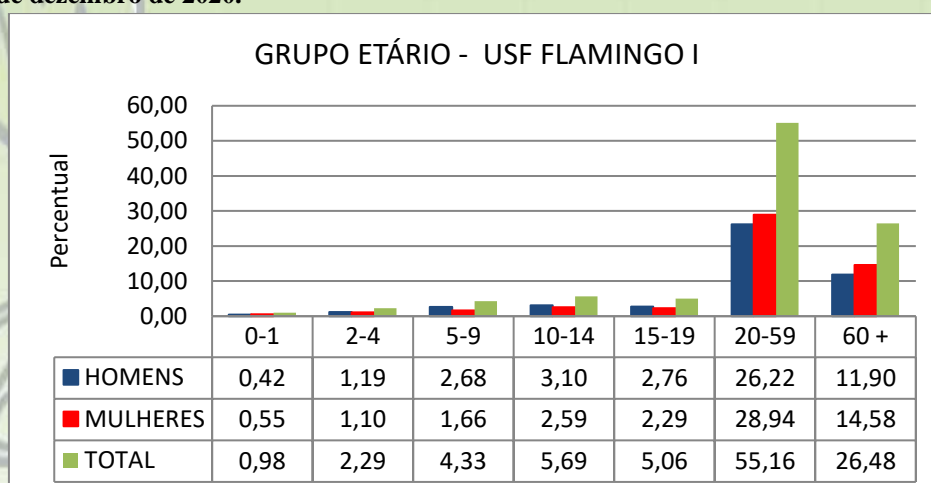 de dezembro de 2020.
GRUPO ETÁRIO - USF FLAMINGO I
Percentual
60,00
50,00
40,00
30,00
20,00
10,00
0,00
0-1 2-4 5-9 10-14 15-19 20-59 60 +
HOMENS 0,42 1,19 2,68 3,10 2,76 26,22 11,90
MULHERES 0,55 1,10 1,66 2,59 2,29 28,94 14,58
TOTAL 0,98 2,29 4,33 5,69 5,06 55,16 26,48